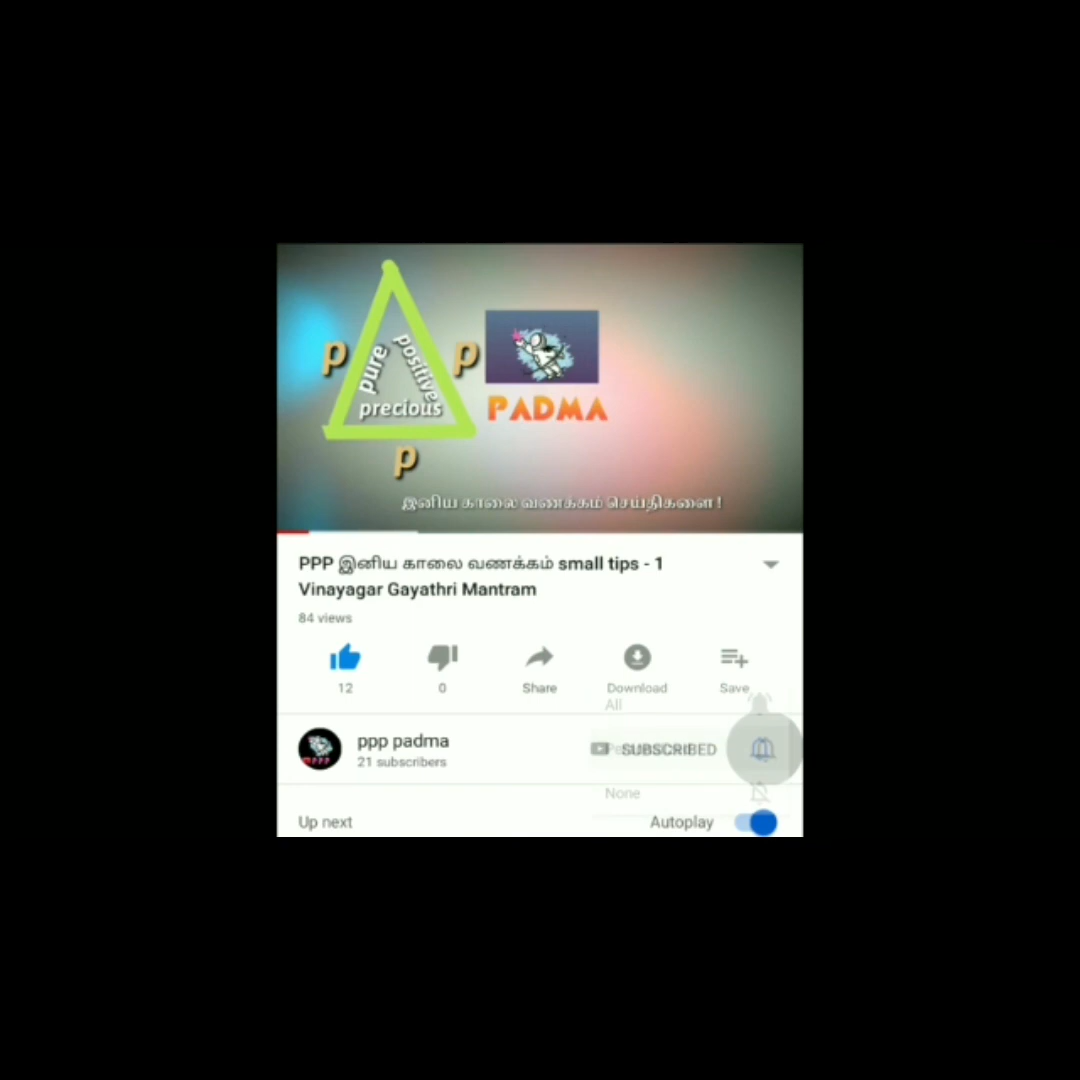 p
pure
positive
p
precious
p
PADMA
இனிய காலை வணக்கம் செய்திகளை !
PPP இனிய காலை வணக்கம் small tips - 1
Vinayagar Gayathri Mantram
84 views
12
0
Share
Download
Save
All
ppp padma
21 subscribers
SUBSCRIBED
None
Up next
Autoplay